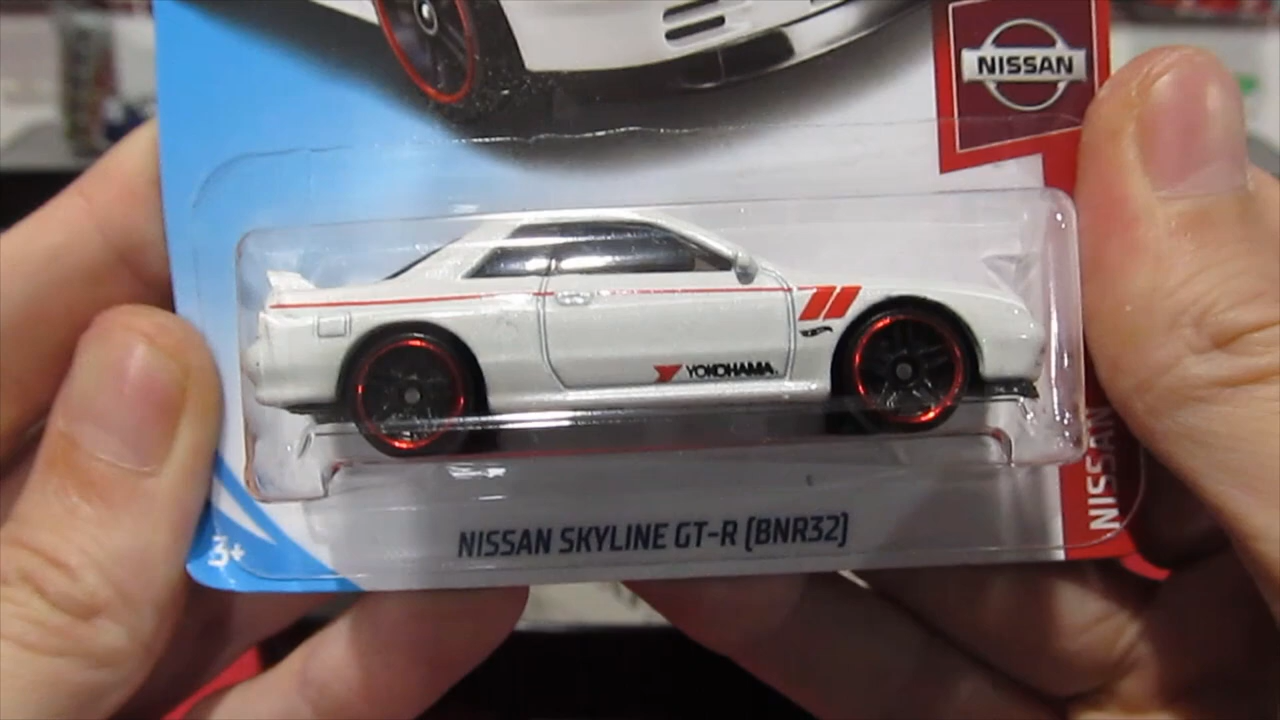 NISSAN
YOKOHAMA.
NISSAN
NISSAN SKYLINE GT-R (BNR32)
3+